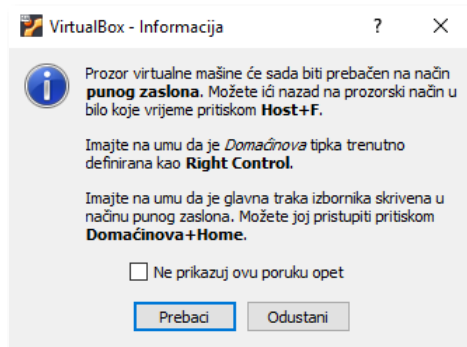 VirtualBox - Informacija
Prozor virtualne mašine će sada biti prebačen na način
punog zaslona. Možete ići nazad na prozorski način u
bilo koje vrijeme pritiskom Host+F.
Imajte na umu da je Domaćinova tipka trenutno
definirana kao Right Control.
Imajte na umu da je glavna traka izbornika skrivena u
načinu punog zaslona. Možete joj pristupiti pritiskom
Domaćinova+Home.
Ne prikazuj ovu poruku opet
Prebaci Odustani